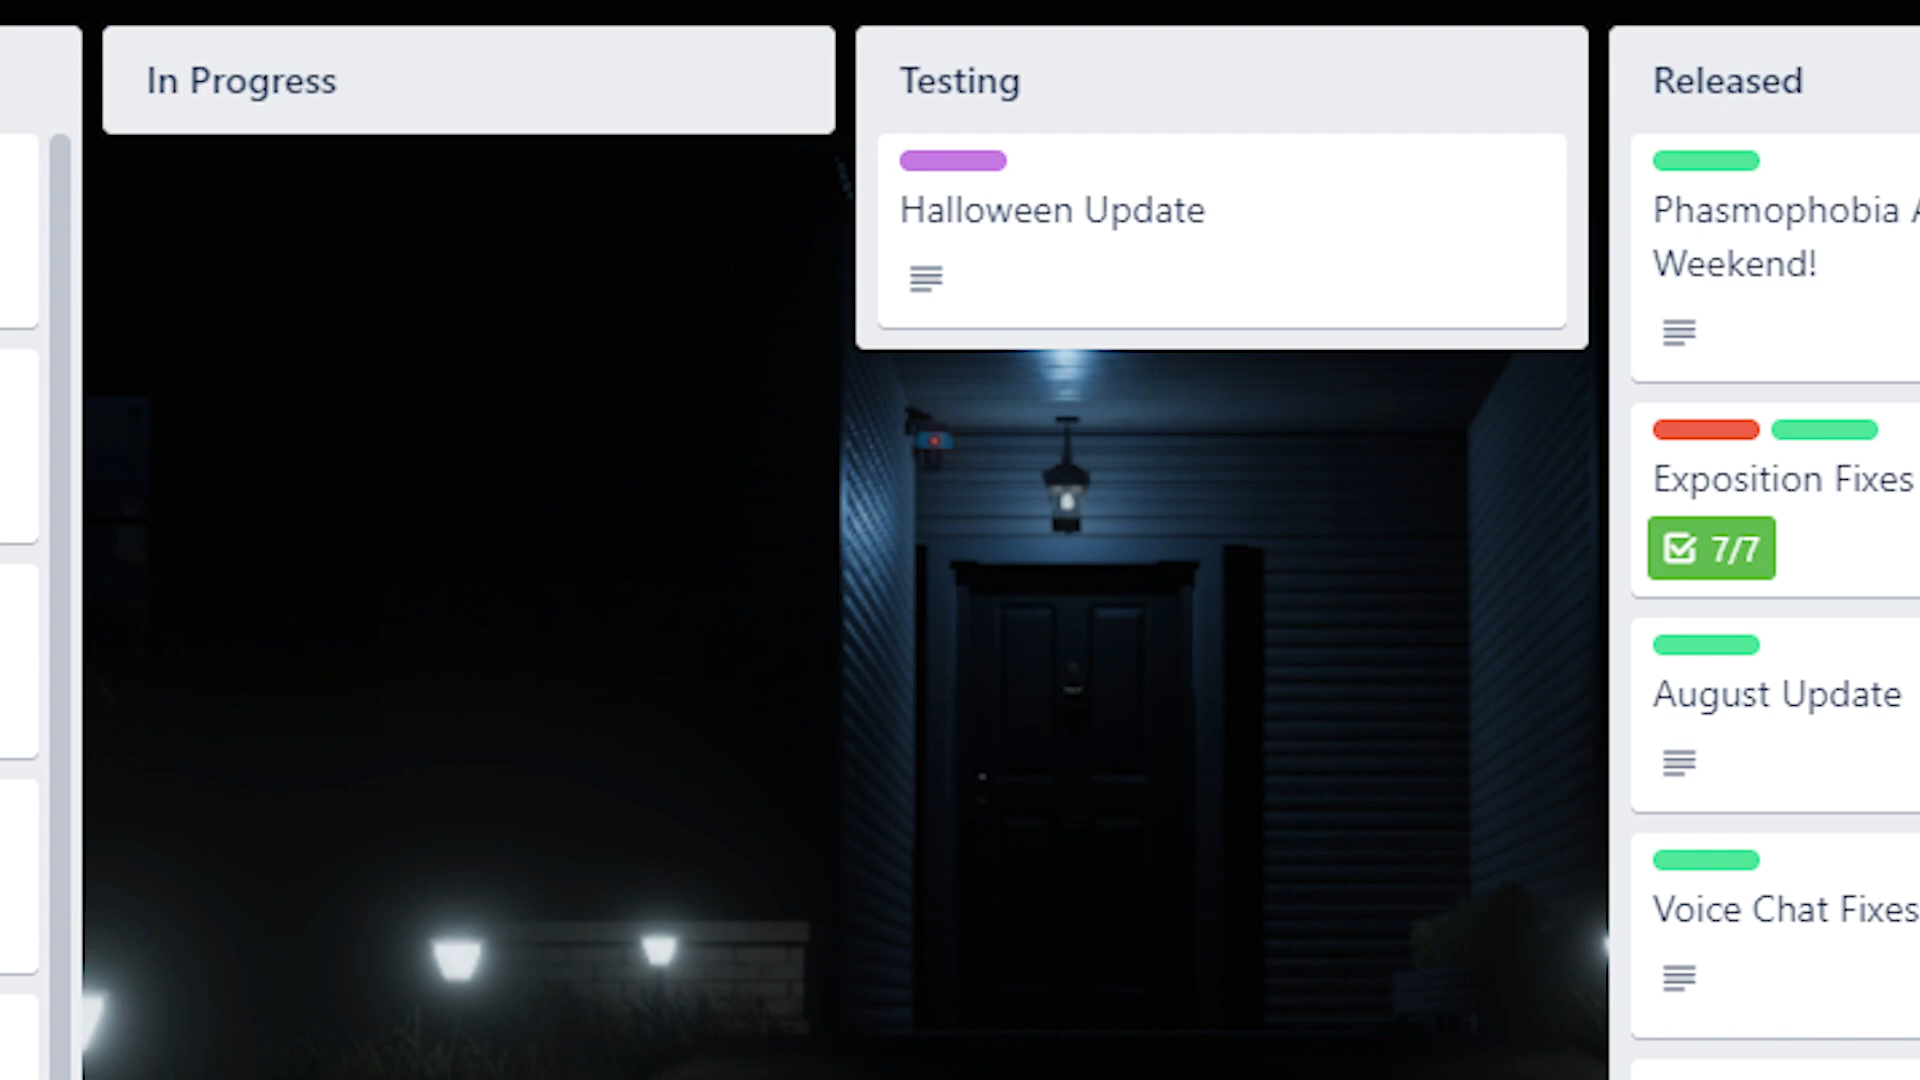 In Progress
Testing
Halloween Update
Released
Phasmophobia
Weekend!
Exposition Fixes
7/7
August Update
Voice Chat Fixes